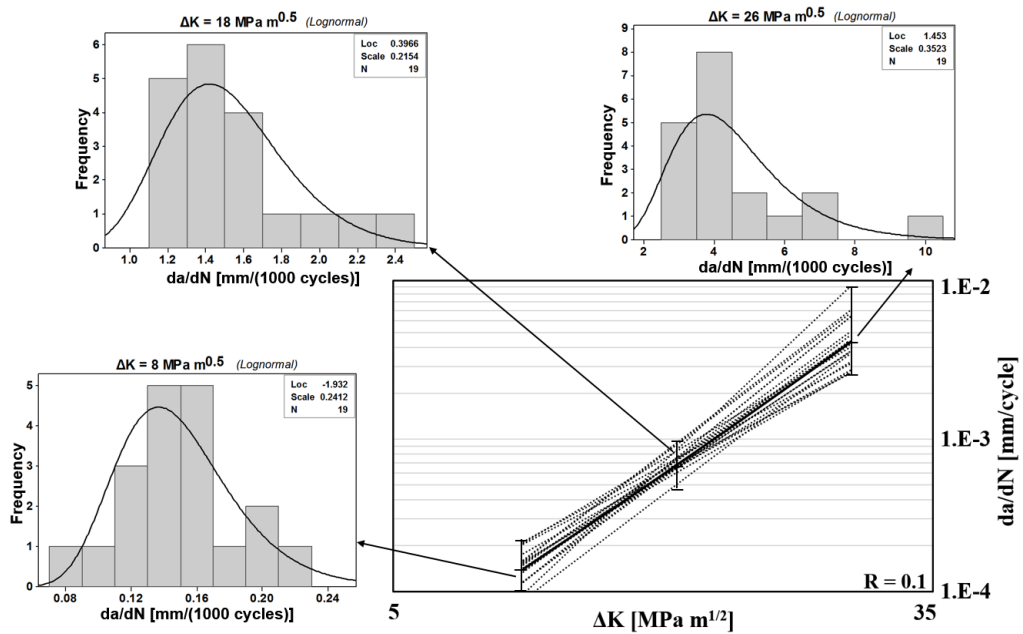 ΔK = 18 MPa m0.5 (Lognormal)
Loc 0.3966
Scale 0.2154
N 19
Frequency
6
5
4
3
2
1
0
1.0 1.2 1.4 1.6 1.8 2.0 2.2 2.4
da/dN [mm/(1000 cycles)]
ΔK = 26 MPa m0.5 (Lognormal)
Loc 1.453
Scale 0.3523
N 19
Frequency
9
8
7
6
5
4
3
2
1
0
2 4 6 8 10
da/dN [mm/(1000 cycles)]
ΔK = 8 MPa m0.5 (Lognormal)
Loc -1.932
Scale 0.2412
N 19
Frequency
5
4
3
2
1
0
0.08 0.12 0.16 0.20 0.24
da/dN [mm/(1000 cycles)]
1.E-2
1.E-3
1.E-4
da/dN [mm/cycle]
R = 0.1
5 35
ΔK [MPa m1/2]